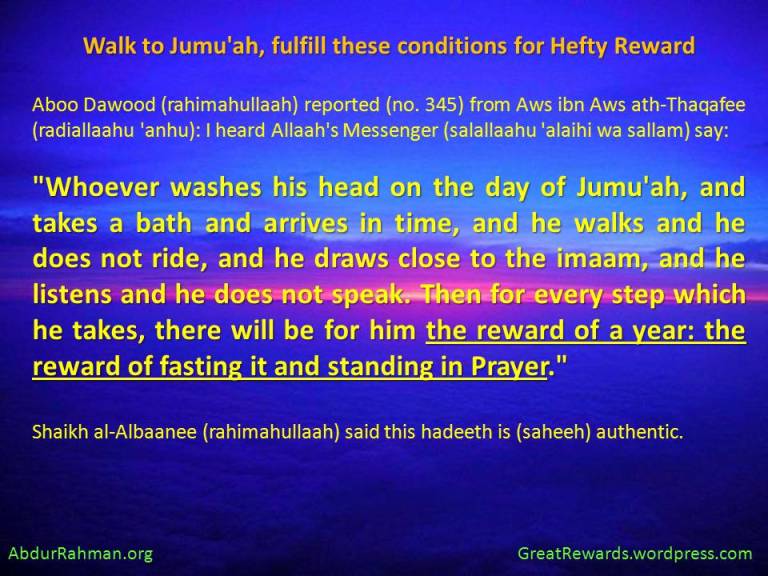 Walk to Jumu'ah, fulfill these conditions for Hefty Reward
Aboo Dawood (rahimahullaah) reported (no. 345) from Aws ibn Aws ath-Thaqafee
(radiallaahu 'anhu): I heard Allaah's Messenger (salallaahu 'alaihi wa sallam) say:
"Whoever washes his head on the day of Jumu'ah, and
takes a bath and arrives in time, and he walks and he
does not ride, and he draws close to the imaam, and he
listens and he does not speak. Then for every step which
he takes, there will be for him the reward of a year: the
reward of fasting it and standing in Prayer."
Shaikh al-Albaanee (rahimahullaah) said this hadeeth is (saheeh) authentic.
AbdurRahman.org
GreatRewards.wordpress.com